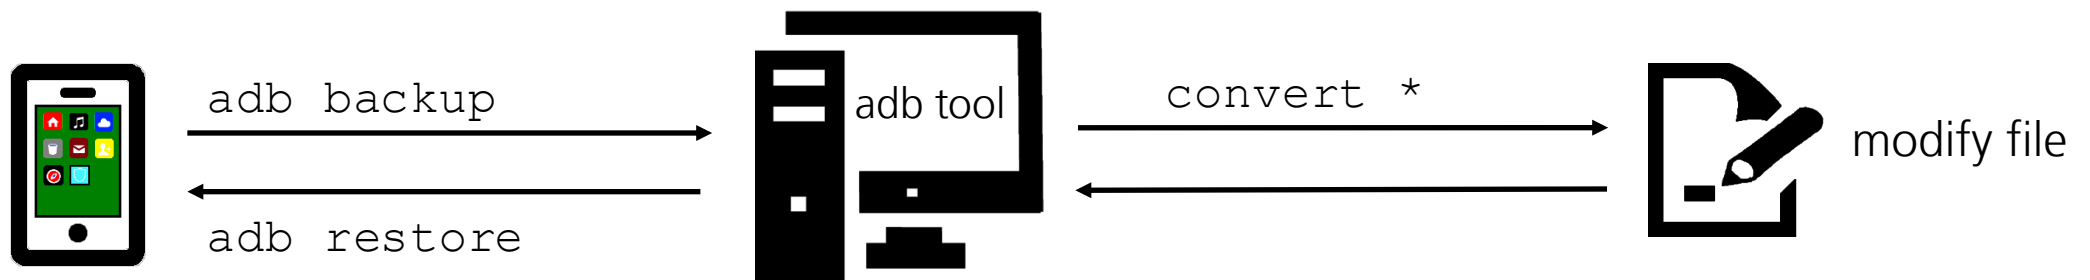 adb backup
adb restore
adb tool
convert *
modify file